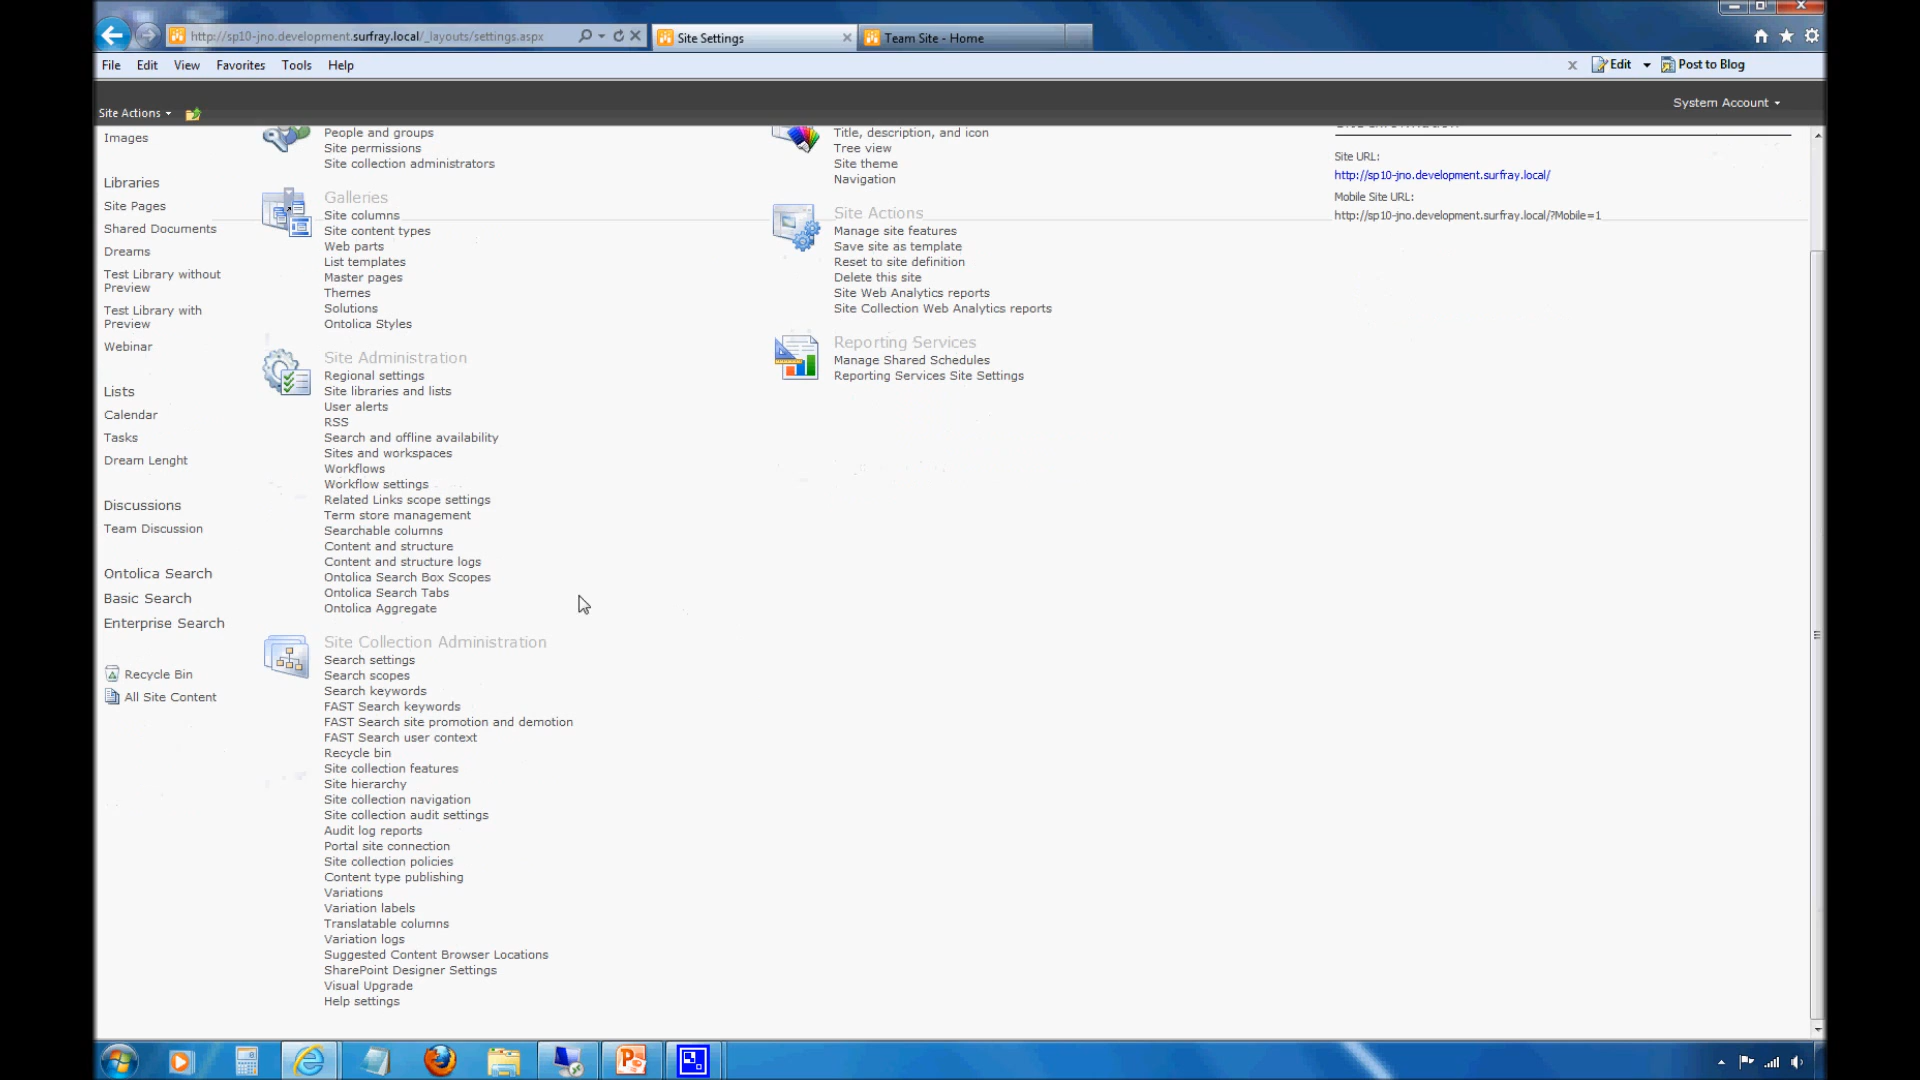 http://sp10-jno.development.surfray.local/_layouts/settings.aspx
Site Settings
Team Site - Home
File Edit View Favorites Tools Help
Edit
Post to Blog
Site Actions
System Account
Images
Libraries
Site Pages
Shared Documents
Dreams
Test Library without
Preview
Test Library with
Preview
Webinar
Lists
Calendar
Tasks
Dream Lenght
Discussions
Team Discussion
Ontolica Search
Basic Search
Enterprise Search
Recycle Bin
All Site Content
People and groups
Site permissions
Site collection administrators
Galleries
Site columns
Site content types
Web parts
List templates
Master pages
Themes
Solutions
Ontolica Styles
Site Administration
Regional settings
Site libraries and lists
User alerts
RSS
Search and offline availability
Sites and workspaces
Workflows
Workflow settings
Related Links scope settings
Term store management
Searchable columns
Content and structure
Content and structure logs
Ontolica Search Box Scopes
Ontolica Search Tabs
Ontolica Aggregate
Site Collection Administration
Search settings
Search scopes
Search keywords
FAST Search keywords
FAST Search site promotion and demotion
FAST Search user context
Recycle bin
Site collection features
Site hierarchy
Site collection navigation
Site collection audit settings
Audit log reports
Portal site connection
Site collection policies
Content type publishing
Variations
Variation labels
Translatable columns
Variation logs
Suggested Content Browser Locations
SharePoint Designer Settings
Visual Upgrade
Help settings
Title, description, and icon
Tree view
Site theme
Navigation
Site Actions
Manage site features
Save site as template
Reset to site definition
Delete this site
Site Web Analytics reports
Site Collection Web Analytics reports
Reporting Services
Manage Shared Schedules
Reporting Services Site Settings
Site URL:
http://sp10-jno.development.surfray.local/
Mobile Site URL:
http://sp10-jno.development.surfray.local/?Mobile=1